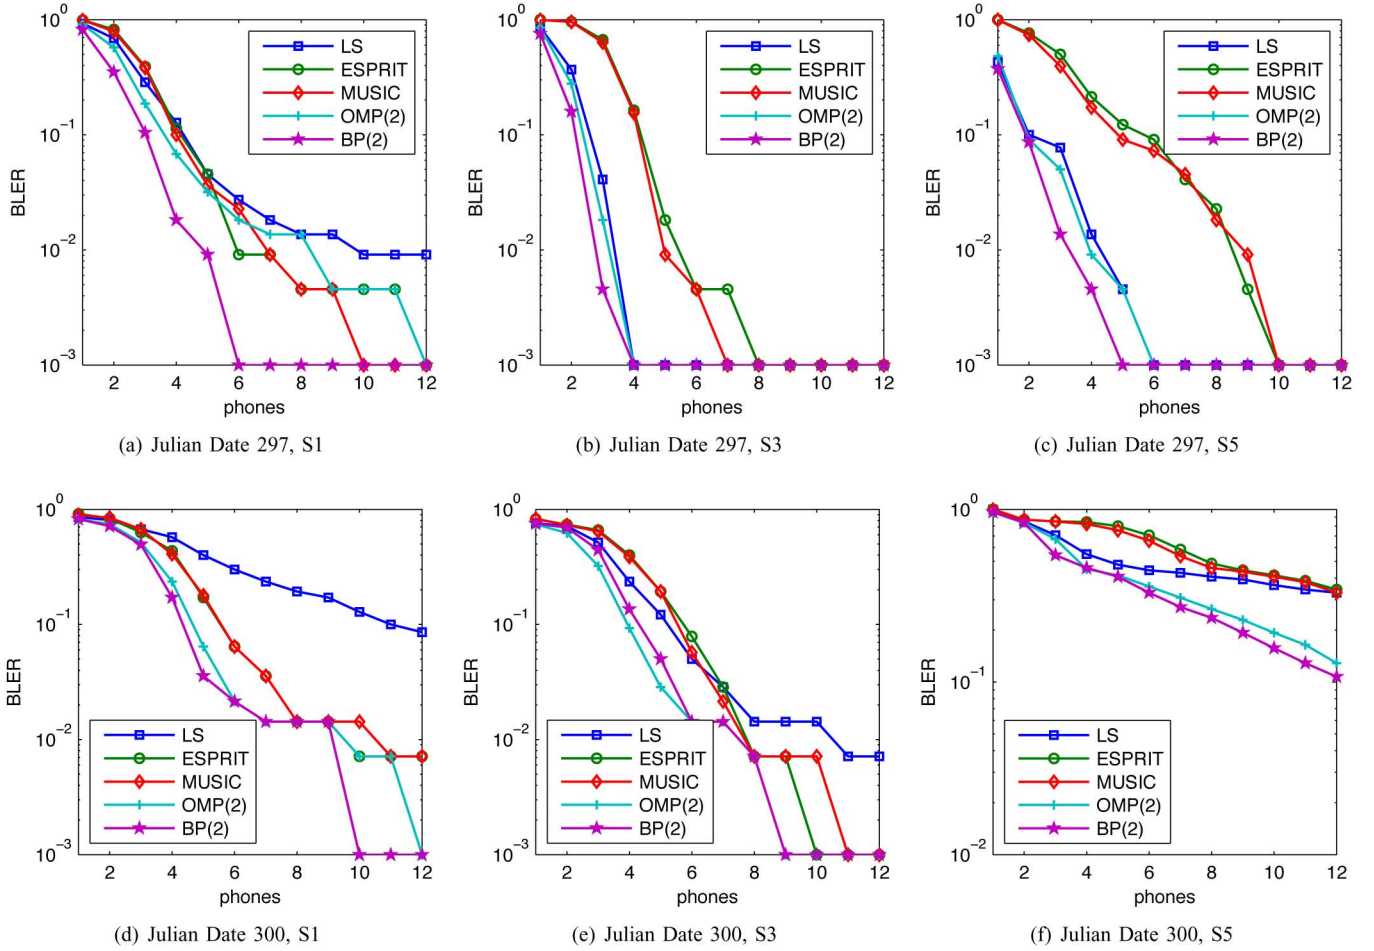 10^0
10^-1
10^-2
10^-3
BLER
2 4 6 8 10 12
phones
LS
ESPRIT
MUSIC
OMP(2)
BP(2)
(a) Julian Date 297, S1
10^0
10^-1
10^-2
10^-3
BLER
2 4 6 8 10 12
phones
LS
ESPRIT
MUSIC
OMP(2)
BP(2)
(b) Julian Date 297, S3
10^0
10^-1
10^-2
10^-3
BLER
2 4 6 8 10 12
phones
LS
ESPRIT
MUSIC
OMP(2)
BP(2)
(c) Julian Date 297, S5
10^0
10^-1
10^-2
10^-3
BLER
2 4 6 8 10 12
phones
LS
ESPRIT
MUSIC
OMP(2)
BP(2)
(d) Julian Date 300, S1
10^0
10^-1
10^-2
10^-3
BLER
2 4 6 8 10 12
phones
LS
ESPRIT
MUSIC
OMP(2)
BP(2)
(e) Julian Date 300, S3
10^0
10^-1
10^-2
BLER
2 4 6 8 10 12
phones
LS
ESPRIT
MUSIC
OMP(2)
BP(2)
(f) Julian Date 300, S5